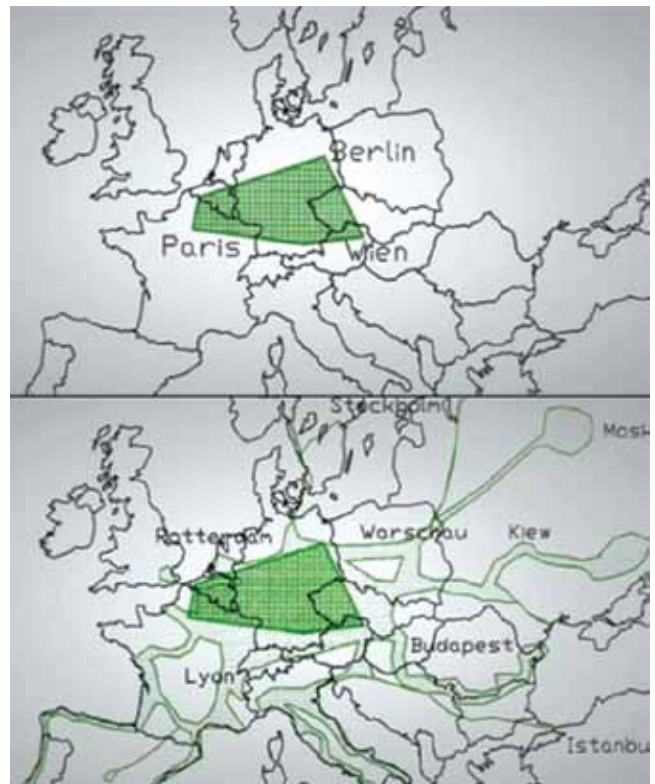 Berlin
Paris
Wien
Stockholm
Mosk
Rotterdam
Warschau
Kiew
Budapest
Lyon
Istanbu